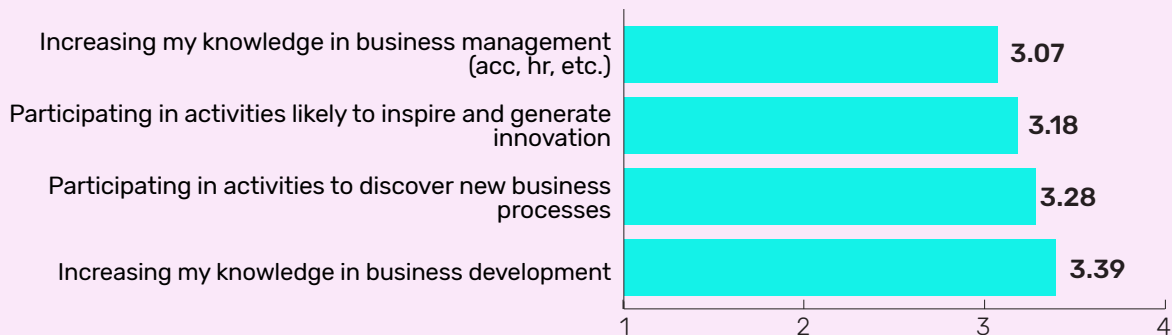 Increasing my knowledge in business management
(acc, hr, etc.)
3.07
Participating in activities likely to inspire and generate
innovation
3.18
Participating in activities to discover new business
processes
3.28
Increasing my knowledge in business development
3.39
1 2 3 4